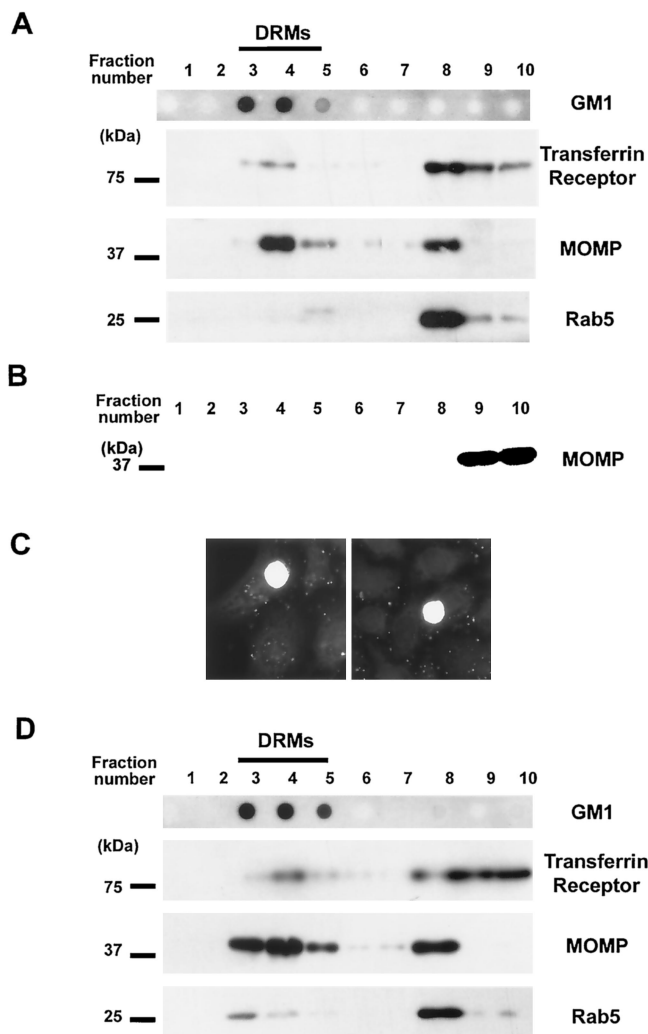 A
DRMs
Fraction number 1 2 3 4 5 6 7 8 9 10
GM1
(kDa)
75
Transferrin Receptor
37
MOMP
25
Rab5
B
Fraction number 1 2 3 4 5 6 7 8 9 10
(kDa)
37
MOMP
C
D
DRMs
Fraction number 1 2 3 4 5 6 7 8 9 10
GM1
(kDa)
75
Transferrin Receptor
37
MOMP
25
Rab5